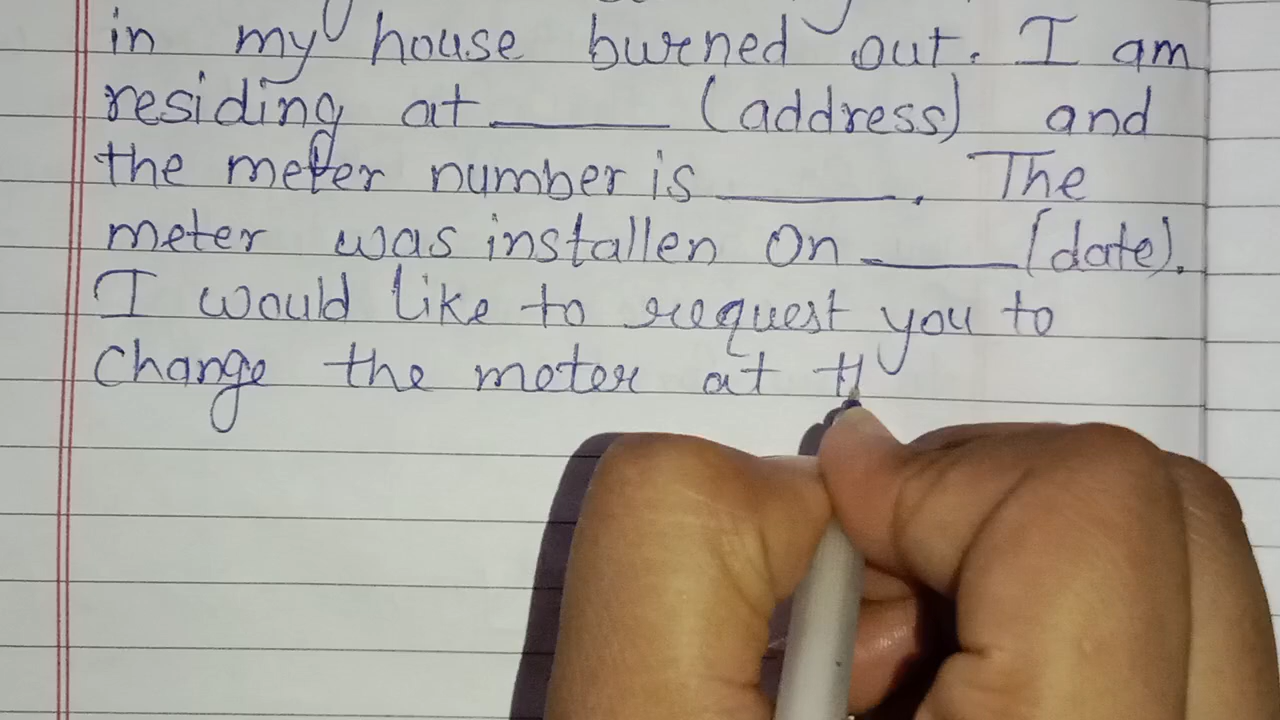 in my house burned out. I am
residing at ______ (address) and
the meter number is ______. The
meter was installen on ______ (date).
I would like to request you to
change the meter at th